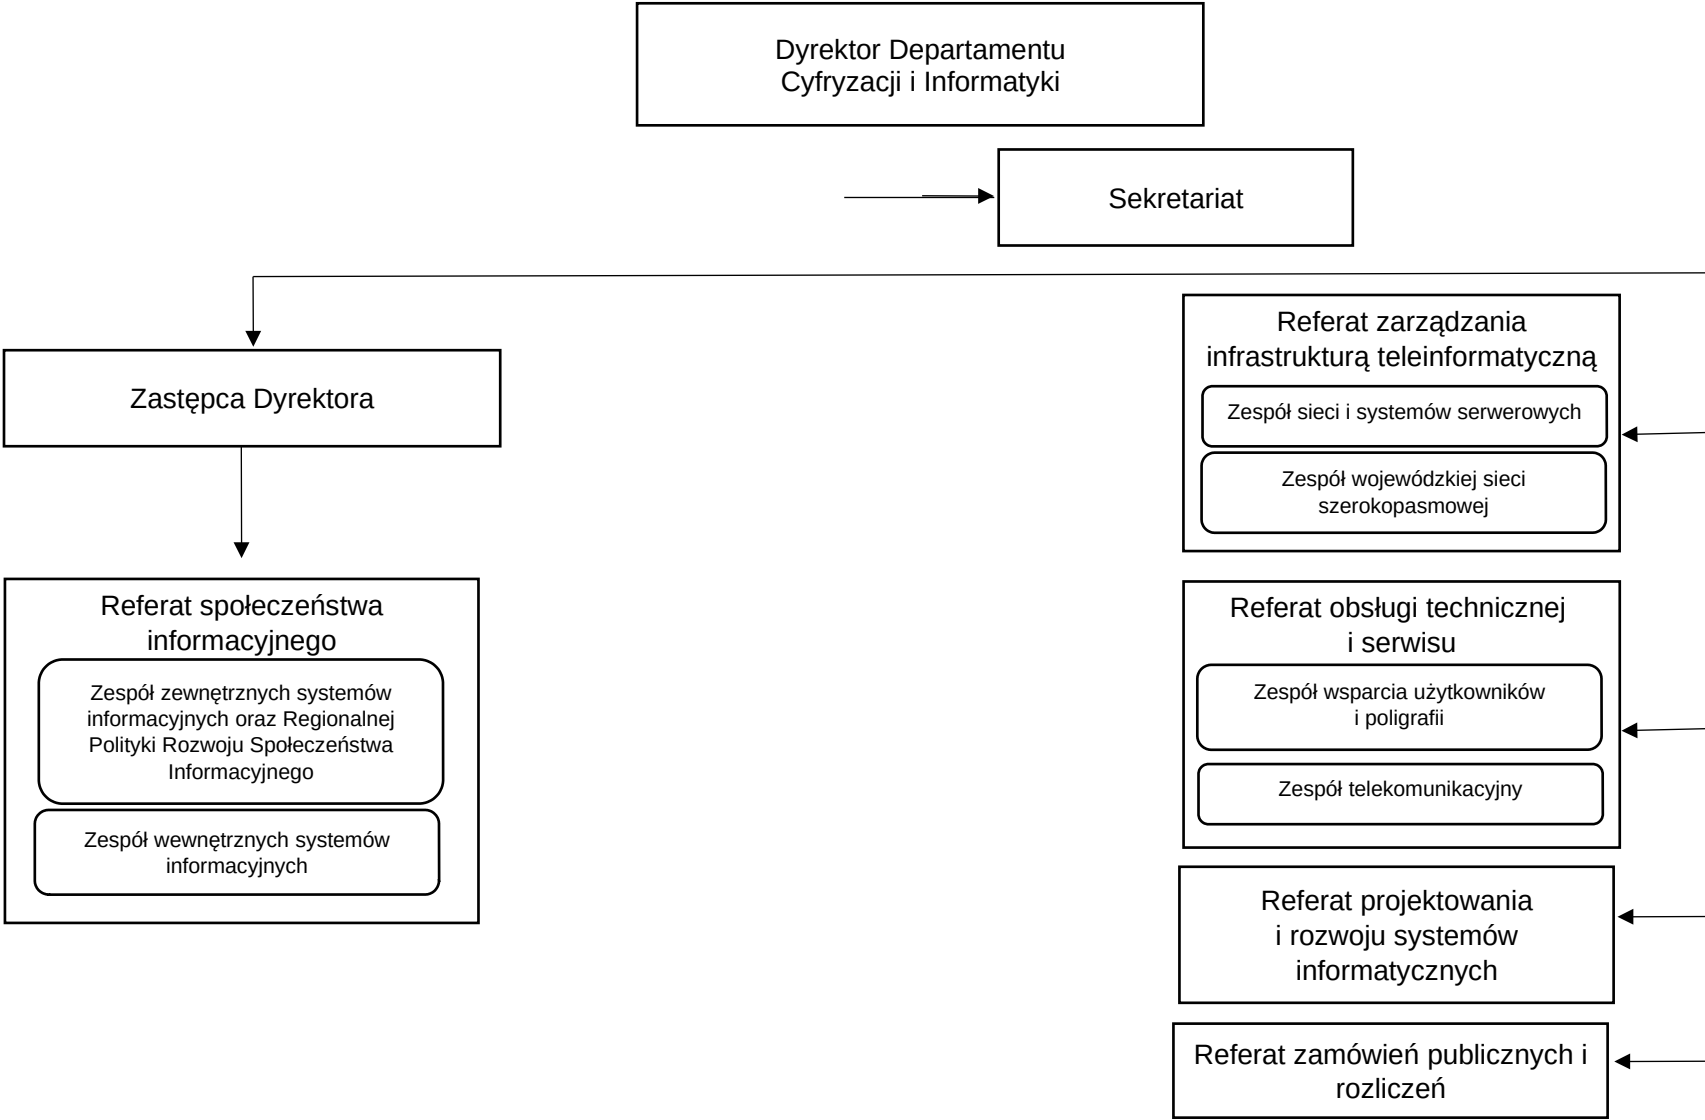 Dyrektor Departamentu
Cyfryzacji i Informatyki
Sekretariat
Zastępca Dyrektora
Referat społeczeństwa
informacyjnego
Zespół zewnętrznych systemów
informacyjnych oraz Regionalnej
Polityki Rozwoju Społeczeństwa
Informacyjnego
Zespół wewnętrznych systemów
informacyjnych
Referat zarządzania
infrastrukturą teleinformatyczną
Zespół sieci i systemów serwerowych
Zespół wojewódzkiej sieci
szerokopasmowej
Referat obsługi technicznej
i serwisu
Zespół wsparcia użytkowników
i poligrafii
Zespół telekomunikacyjny
Referat projektowania
i rozwoju systemów
informatycznych
Referat zamówień publicznych i
rozliczeń